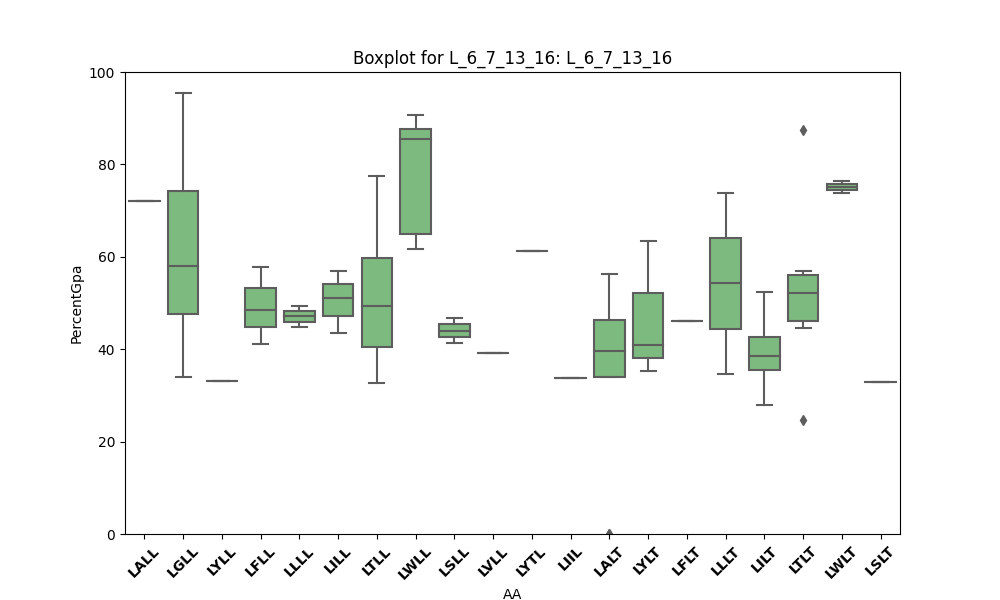 Boxplot for L_6_7_13_16: L_6_7_13_16
PercentGpa
100
80
60
40
20
0
LALL LGLL LYLL LFLL LLLL LILL LTLL LWLL LSLL LVLL LYTL LIIL LALT LYLT LFLT LLLT LILT LTLT LWLT LSLT
AA